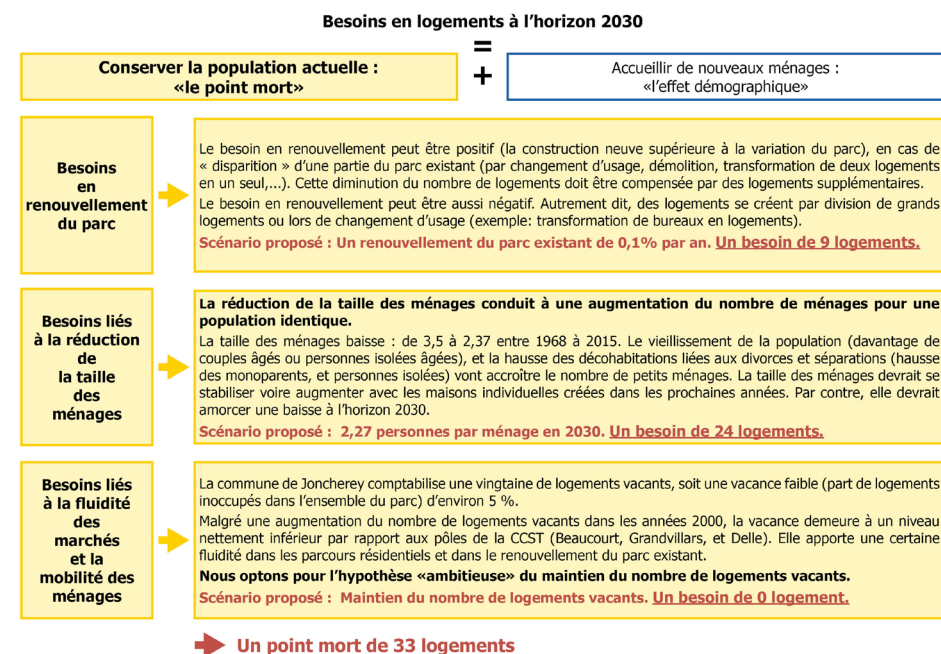 Besoins en logements à l’horizon 2030
=
Conserver la population actuelle :
«le point mort»
+
Accueillir de nouveaux ménages :
«l’effet démographique»
Besoins
en
renouvellement
du parc
Le besoin en renouvellement peut être positif (la construction neuve supérieure à la variation du parc), en cas de
« disparition » d’une partie du parc existant (par changement d’usage, démolition, transformation de deux logements
en un seul,...). Cette diminution du nombre de logements doit être compensée par des logements supplémentaires.
Le besoin en renouvellement peut être aussi négatif. Autrement dit, des logements se créent par division de grands
logements ou lors de changement d’usage (exemple: transformation de bureaux en logements).
Scénario proposé : Un renouvellement du parc existant de 0,1% par an. Un besoin de 9 logements.
Besoins liés
à la réduction
de
la taille
des
ménages
La réduction de la taille des ménages conduit à une augmentation du nombre de ménages pour une
population identique.
La taille des ménages baisse : de 3,5 à 2,37 entre 1968 à 2015. Le vieillissement de la population (davantage de
couples âgés ou personnes isolées âgées), et la hausse des décohabitations liées aux divorces et séparations (hausse
des monoparents, et personnes isolées) vont accroître le nombre de petits ménages. La taille des ménages devrait se
stabiliser voire augmenter avec les maisons individuelles créées dans les prochaines années. Par contre, elle devrait
amorcer une baisse à l’horizon 2030.
Scénario proposé : 2,27 personnes par ménage en 2030. Un besoin de 24 logements.
Besoins liés
à la fluidité
des
marchés
et la
mobilité des
ménages
La commune de Joncherey comptabilise une vingtaine de logements vacants, soit une vacance faible (part de logements
inoccupés dans l’ensemble du parc) d’environ 5 %.
Malgré une augmentation du nombre de logements vacants dans les années 2000, la vacance demeure à un niveau
nettement inférieur par rapport aux pôles de la CCST (Beaucourt, Grandvillars, et Delle). Elle apporte une certaine
fluidité dans les parcours résidentiels et dans le renouvellement du parc existant.
Nous optons pour l’hypothèse «ambitieuse» du maintien du nombre de logements vacants.
Scénario proposé : Maintien du nombre de logements vacants. Un besoin de 0 logement.
Un point mort de 33 logements